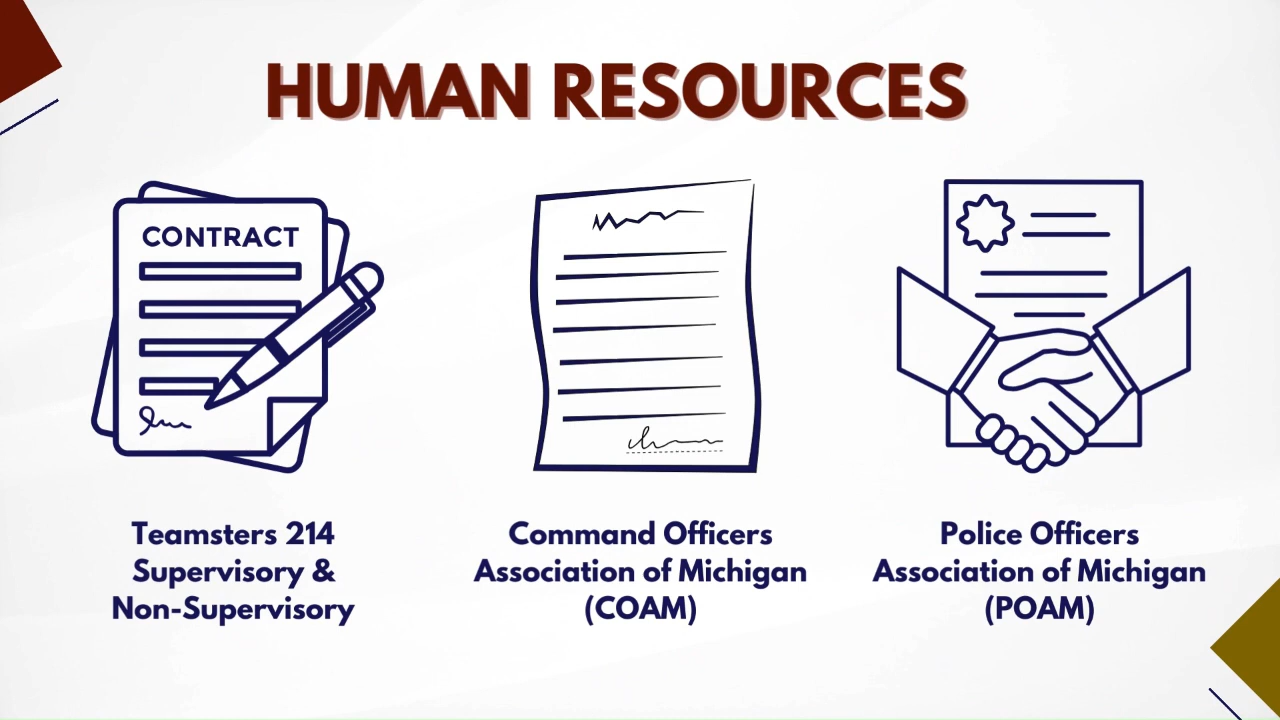 HUMAN RESOURCES
CONTRACT
Teamsters 214
Supervisory &
Non-Supervisory
Command Officers
Association of Michigan
(COAM)
Police Officers
Association of Michigan
(POAM)